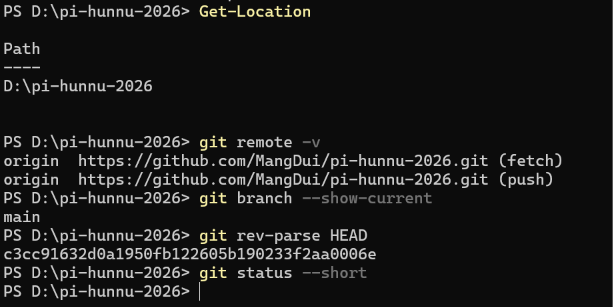 PS D:\pi-hunnu-2026> Get-Location
Path
----
D:\pi-hunnu-2026
PS D:\pi-hunnu-2026> git remote -v
origin  https://github.com/MangDui/pi-hunnu-2026.git (fetch)
origin  https://github.com/MangDui/pi-hunnu-2026.git (push)
PS D:\pi-hunnu-2026> git branch --show-current
main
PS D:\pi-hunnu-2026> git rev-parse HEAD
c3cc91632d0a1950fb122605b190233f2aa0006e
PS D:\pi-hunnu-2026> git status --short
PS D:\pi-hunnu-2026>